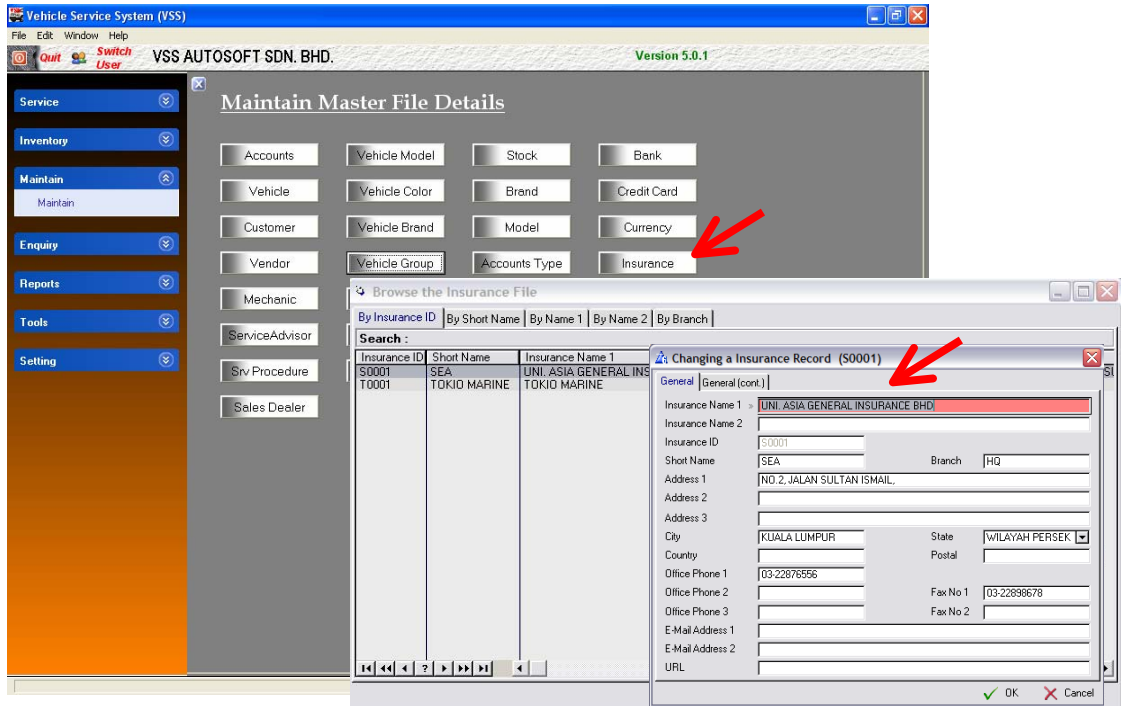 Vehicle Service System (VSS)
File Edit Window Help
Quit Switch User VSS AUTOSOFT SDN. BHD. Version 5.0.1
Service
Inventory
Maintain
Maintain
Enquiry
Reports
Tools
Setting
Maintain Master File Details
Accounts Vehicle Model Stock Bank
Vehicle Vehicle Color Brand Credit Card
Customer Vehicle Brand Model Currency
Vendor Vehicle Group Accounts Type Insurance
Mechanic
ServiceAdvisor
Srv Procedure
Sales Dealer
Browse the Insurance File
By Insurance ID By Short Name By Name 1 By Name 2 By Branch
Search :
Insurance ID Short Name Insurance Name 1
S0001 SEA UNI. ASIA GENERAL INS
T0001 TOKIO MARINE TOKIO MARINE
?
Changing a Insurance Record (S0001)
General General (cont.)
Insurance Name 1 » UNI. ASIA GENERAL INSURANCE BHD
Insurance Name 2
Insurance ID S0001
Short Name SEA Branch HQ
Address 1 NO.2, JALAN SULTAN ISMAIL,
Address 2
Address 3
City KUALA LUMPUR State WILAYAH PERSEK
Country Postal
Office Phone 1 03-22876556
Office Phone 2 Fax No 1 03-22898678
Office Phone 3 Fax No 2
E-Mail Address 1
E-Mail Address 2
URL
OK Cancel